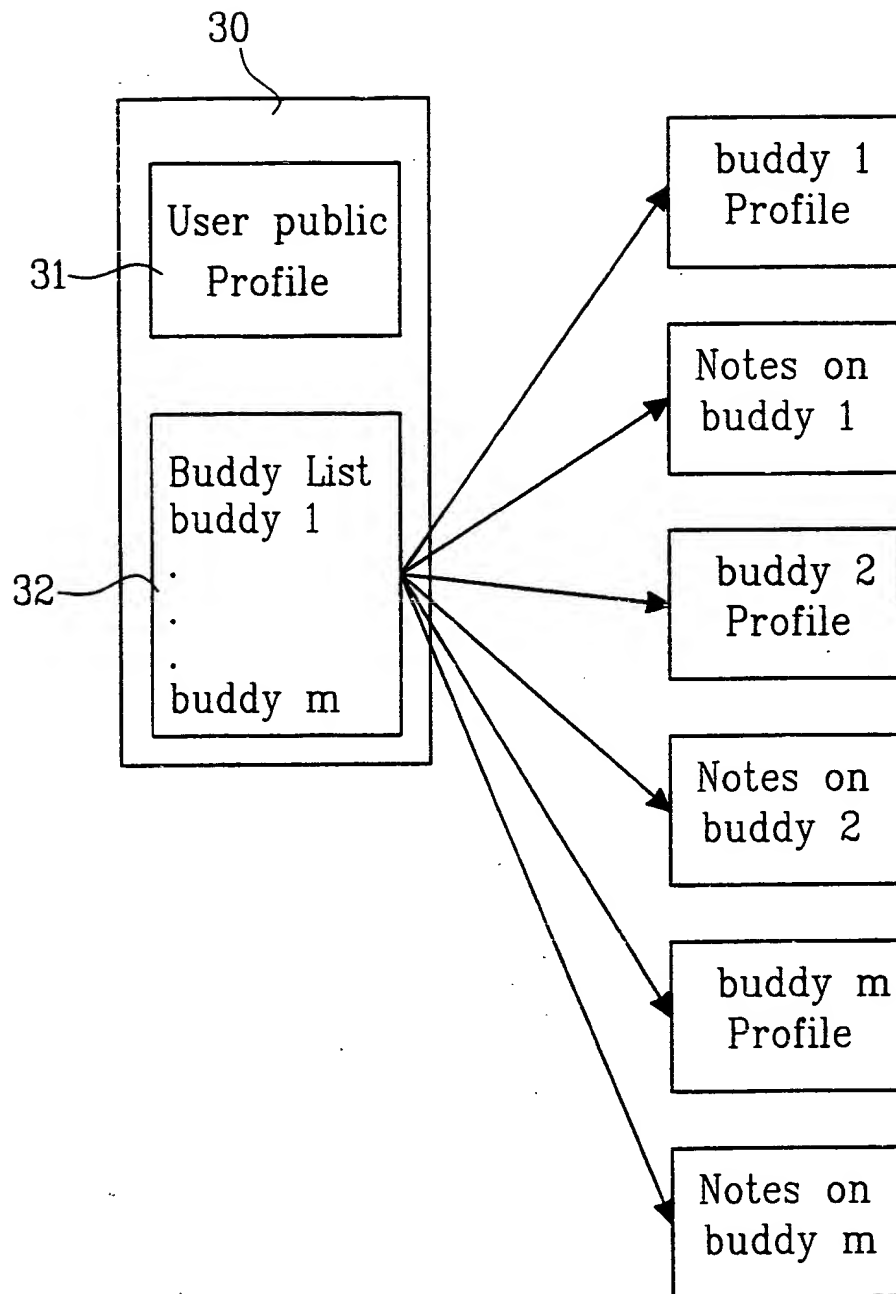 30
31
User public
Profile
32
Buddy List
buddy 1
.
.
.
buddy m
buddy 1
Profile
Notes on
buddy 1
buddy 2
Profile
Notes on
buddy 2
buddy m
Profile
Notes on
buddy m